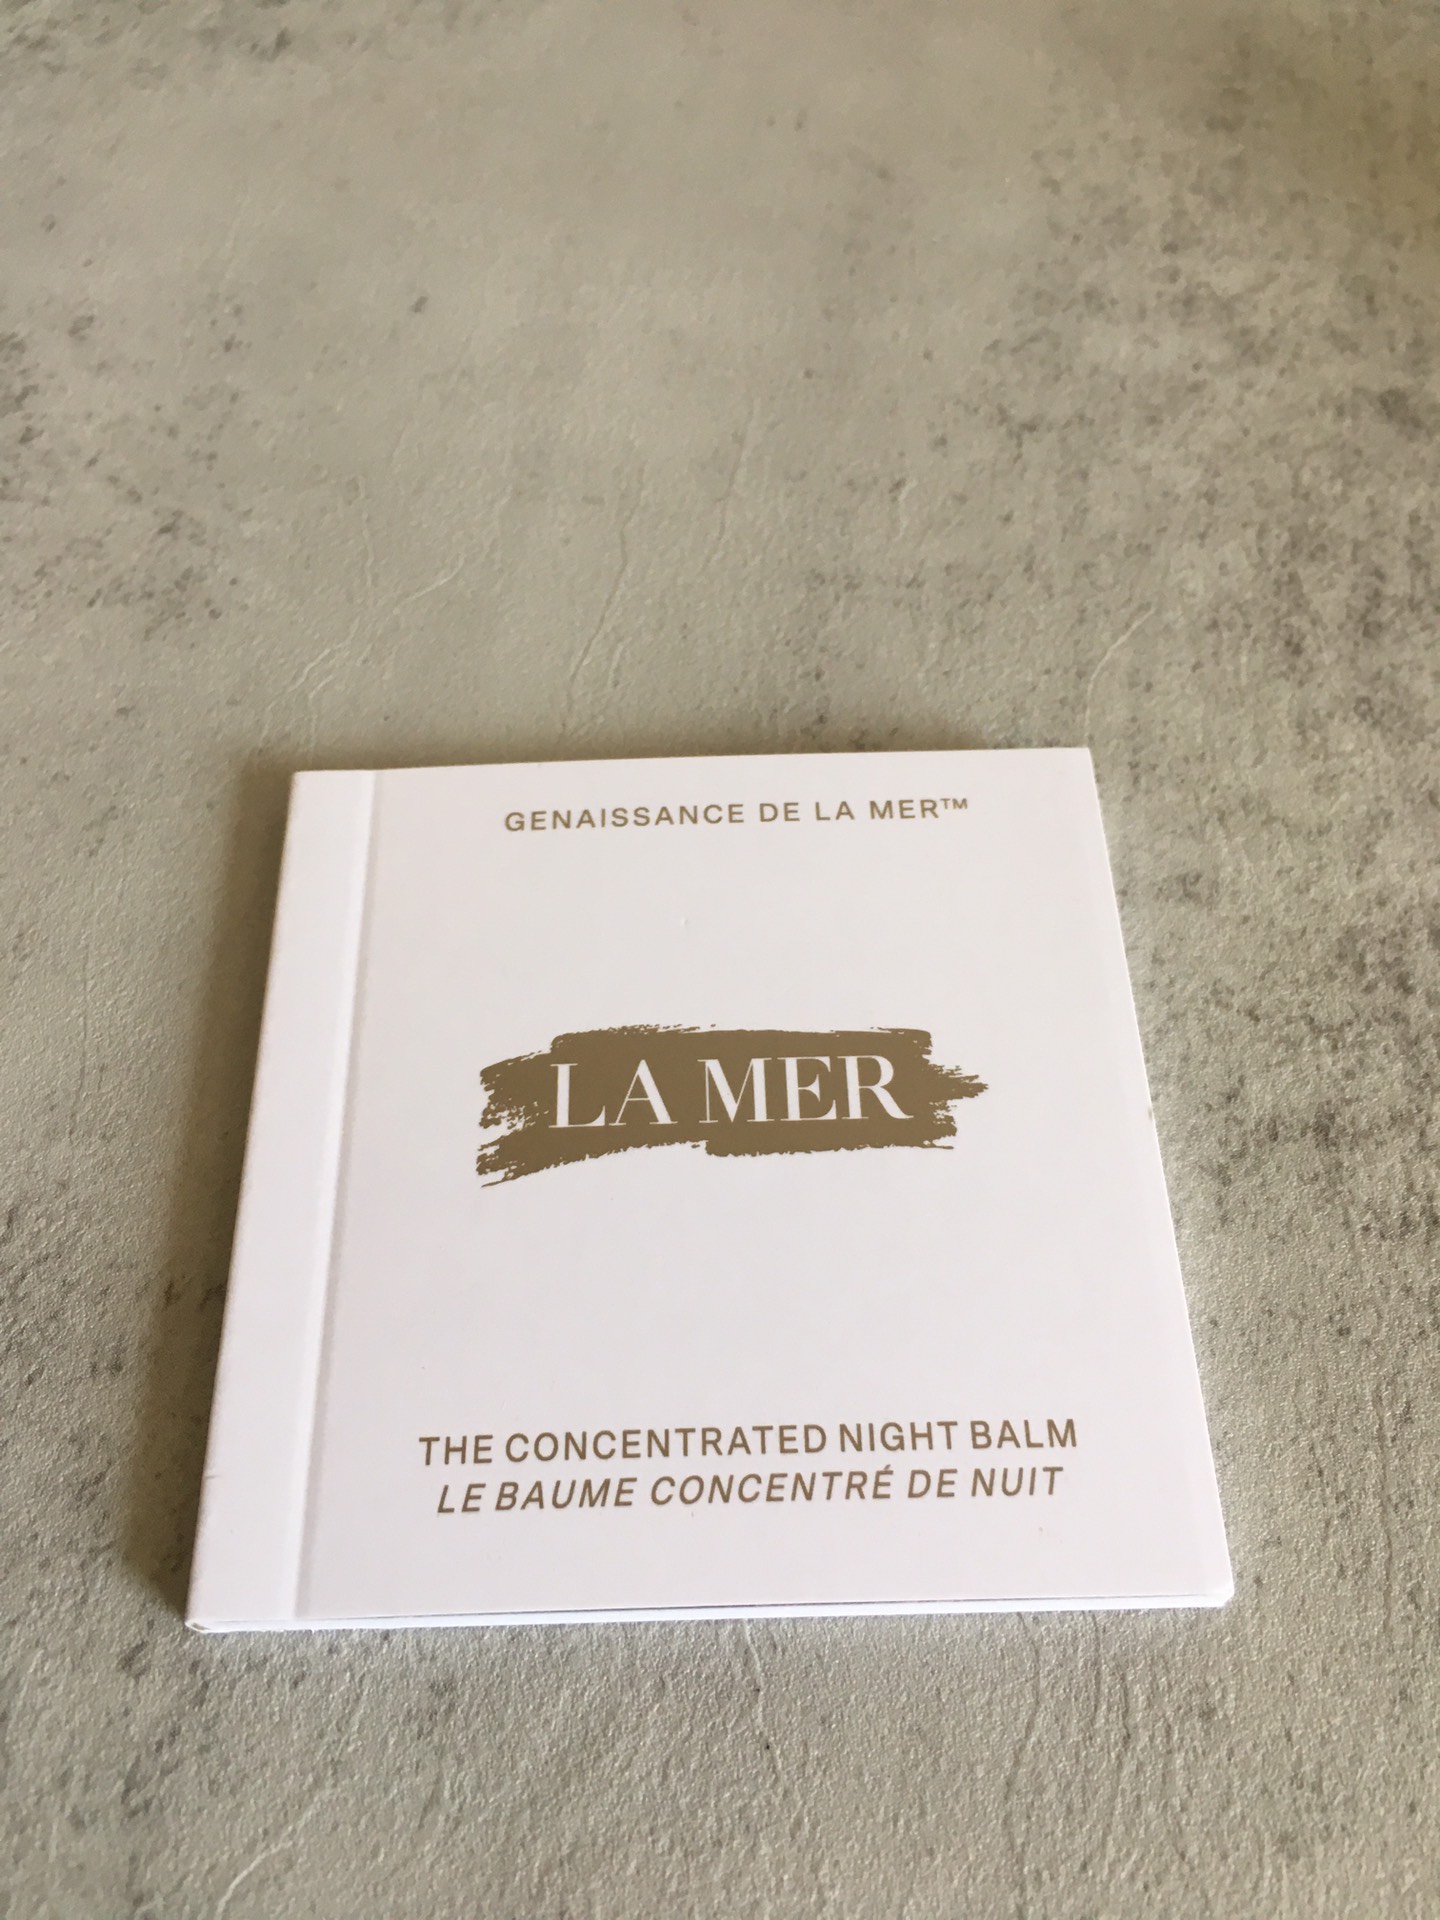 GENAISSANCE DE LA MER™
LA MER
THE CONCENTRATED NIGHT BALM
LE BAUME CONCENTRÉ DE NUIT